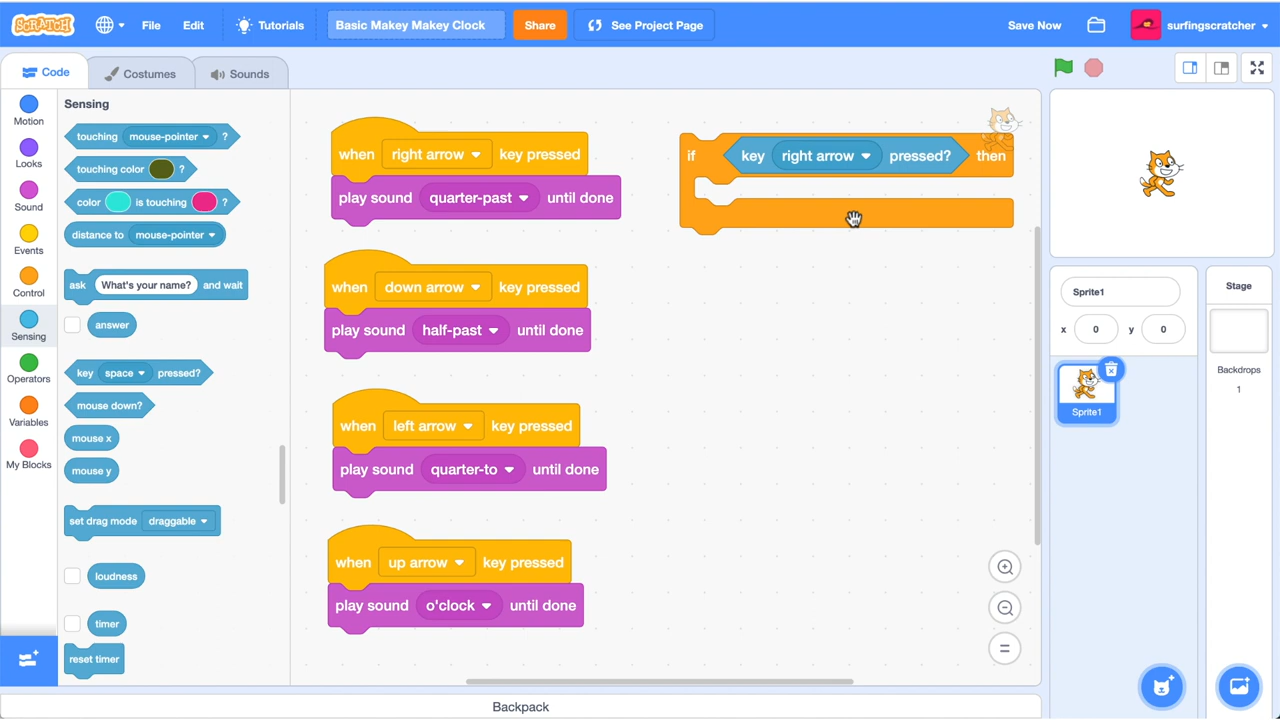 SCRATCH File Edit Tutorials Basic Makey Makey Clock Share See Project Page Save Now surfingscratcher
Code Costumes Sounds
Motion
Looks
Sound
Events
Control
Sensing
Operators
Variables
My Blocks
Sensing
touching mouse-pointer ?
touching color ?
color is touching ?
distance to mouse-pointer
ask What's your name? and wait
answer
key space pressed?
mouse down?
mouse x
mouse y
set drag mode draggable
loudness
timer
reset timer
when right arrow key pressed
play sound quarter-past until done
when down arrow key pressed
play sound half-past until done
when left arrow key pressed
play sound quarter-to until done
when up arrow key pressed
play sound o'clock until done
if key right arrow pressed? then
Sprite1
x 0 y 0
Sprite1
Stage
Backdrops
1
Backpack